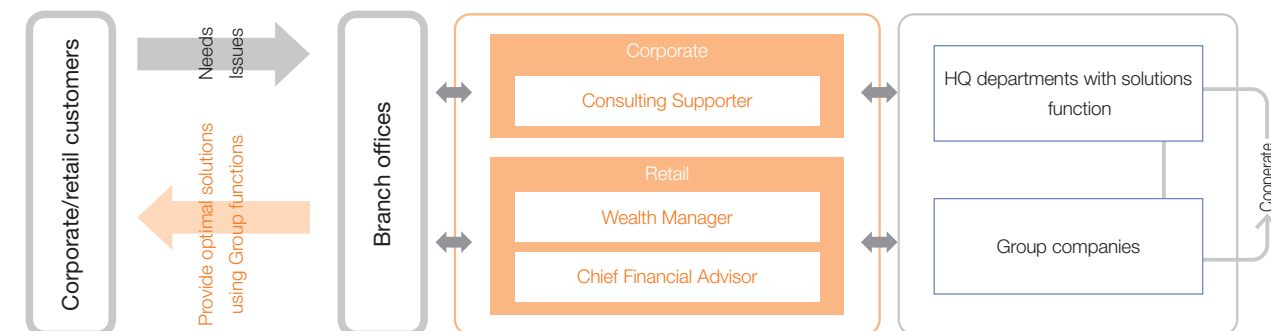 Corporate/retail customers
Needs
Issues
Provide optimal solutions
using Group functions
Branch offices
Corporate
Consulting Supporter
Retail
Wealth Manager
Chief Financial Advisor
HQ departments with solutions
function
Group companies
Cooperate